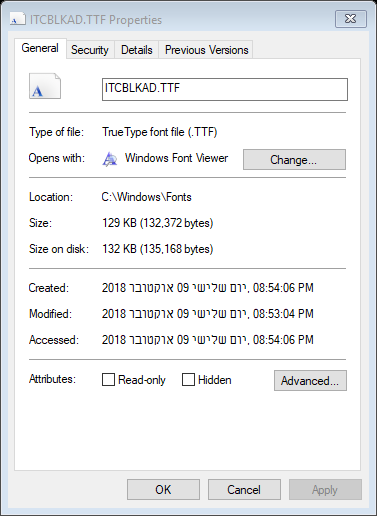 ITCBLKAD.TTF Properties
General Security Details Previous Versions
ITCBLKAD.TTF
Type of file: TrueType font file (.TTF)
Opens with: Windows Font Viewer Change...
Location: C:\Windows\Fonts
Size: 129 KB (132,372 bytes)
Size on disk: 132 KB (135,168 bytes)
Created: יום שלישי 09 אוקטובר 2018, 08:54:06 PM
Modified: יום שלישי 09 אוקטובר 2018, 08:53:04 PM
Accessed: יום שלישי 09 אוקטובר 2018, 08:54:06 PM
Attributes: Read-only Hidden Advanced...
OK Cancel Apply